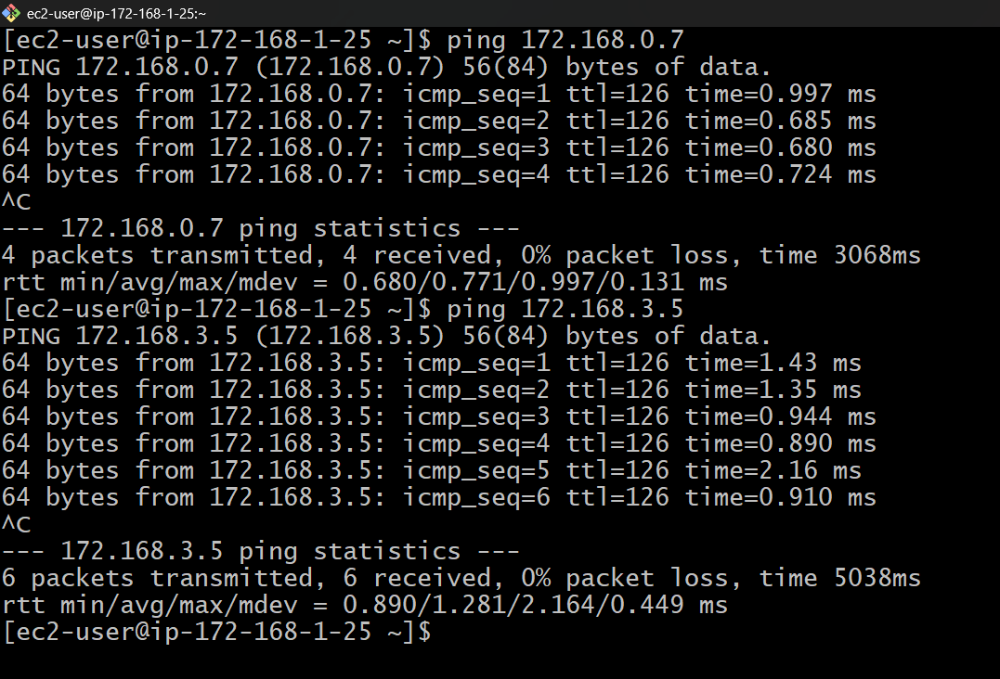 ec2-user@ip-172-168-1-25:~
[ec2-user@ip-172-168-1-25 ~]$ ping 172.168.0.7
PING 172.168.0.7 (172.168.0.7) 56(84) bytes of data.
64 bytes from 172.168.0.7: icmp_seq=1 ttl=126 time=0.997 ms
64 bytes from 172.168.0.7: icmp_seq=2 ttl=126 time=0.685 ms
64 bytes from 172.168.0.7: icmp_seq=3 ttl=126 time=0.680 ms
64 bytes from 172.168.0.7: icmp_seq=4 ttl=126 time=0.724 ms
^C
--- 172.168.0.7 ping statistics ---
4 packets transmitted, 4 received, 0% packet loss, time 3068ms
rtt min/avg/max/mdev = 0.680/0.771/0.997/0.131 ms
[ec2-user@ip-172-168-1-25 ~]$ ping 172.168.3.5
PING 172.168.3.5 (172.168.3.5) 56(84) bytes of data.
64 bytes from 172.168.3.5: icmp_seq=1 ttl=126 time=1.43 ms
64 bytes from 172.168.3.5: icmp_seq=2 ttl=126 time=1.35 ms
64 bytes from 172.168.3.5: icmp_seq=3 ttl=126 time=0.944 ms
64 bytes from 172.168.3.5: icmp_seq=4 ttl=126 time=0.890 ms
64 bytes from 172.168.3.5: icmp_seq=5 ttl=126 time=2.16 ms
64 bytes from 172.168.3.5: icmp_seq=6 ttl=126 time=0.910 ms
^C
--- 172.168.3.5 ping statistics ---
6 packets transmitted, 6 received, 0% packet loss, time 5038ms
rtt min/avg/max/mdev = 0.890/1.281/2.164/0.449 ms
[ec2-user@ip-172-168-1-25 ~]$